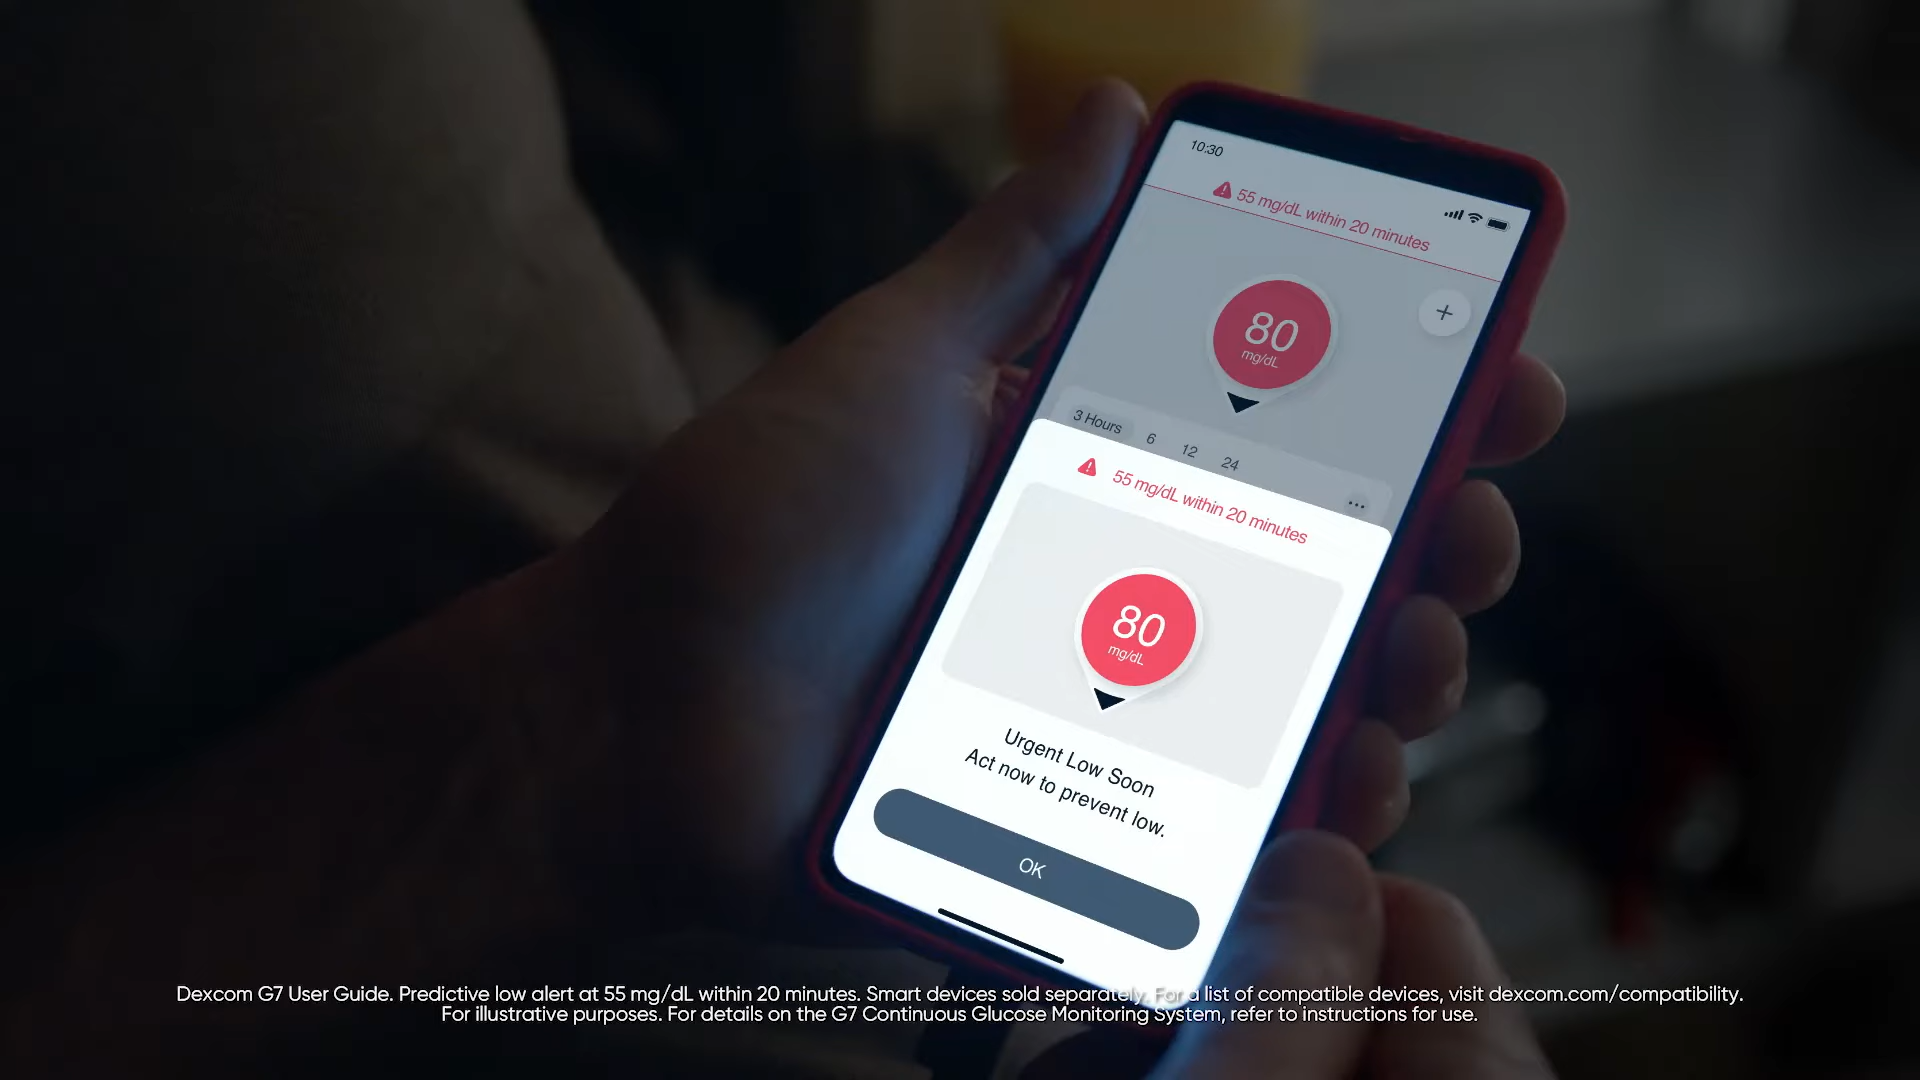 10:30
55 mg/dL within 20 minutes
80
mg/dL
3 Hours 6 12 24
55 mg/dL within 20 minutes
80
mg/dL
Urgent Low Soon
Act now to prevent low.
OK
Dexcom G7 User Guide. Predictive low alert at 55 mg/dL within 20 minutes. Smart devices sold separately. For a list of compatible devices, visit dexcom.com/compatibility.
For illustrative purposes. For details on the G7 Continuous Glucose Monitoring System, refer to instructions for use.